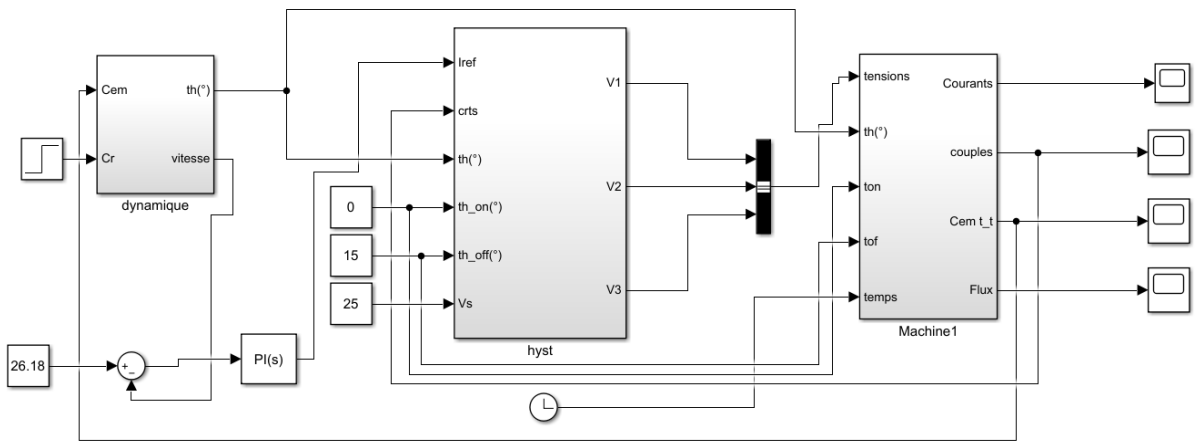 Cem
Cr
th(°)
vitesse
dynamique
Iref
crts
th(°)
th_on(°)
th_off(°)
Vs
V1
V2
V3
hyst
0
15
25
26.18
+
_
PI(s)
tensions
th(°)
ton
tof
temps
Courants
couples
Cem t_t
Flux
Machine1